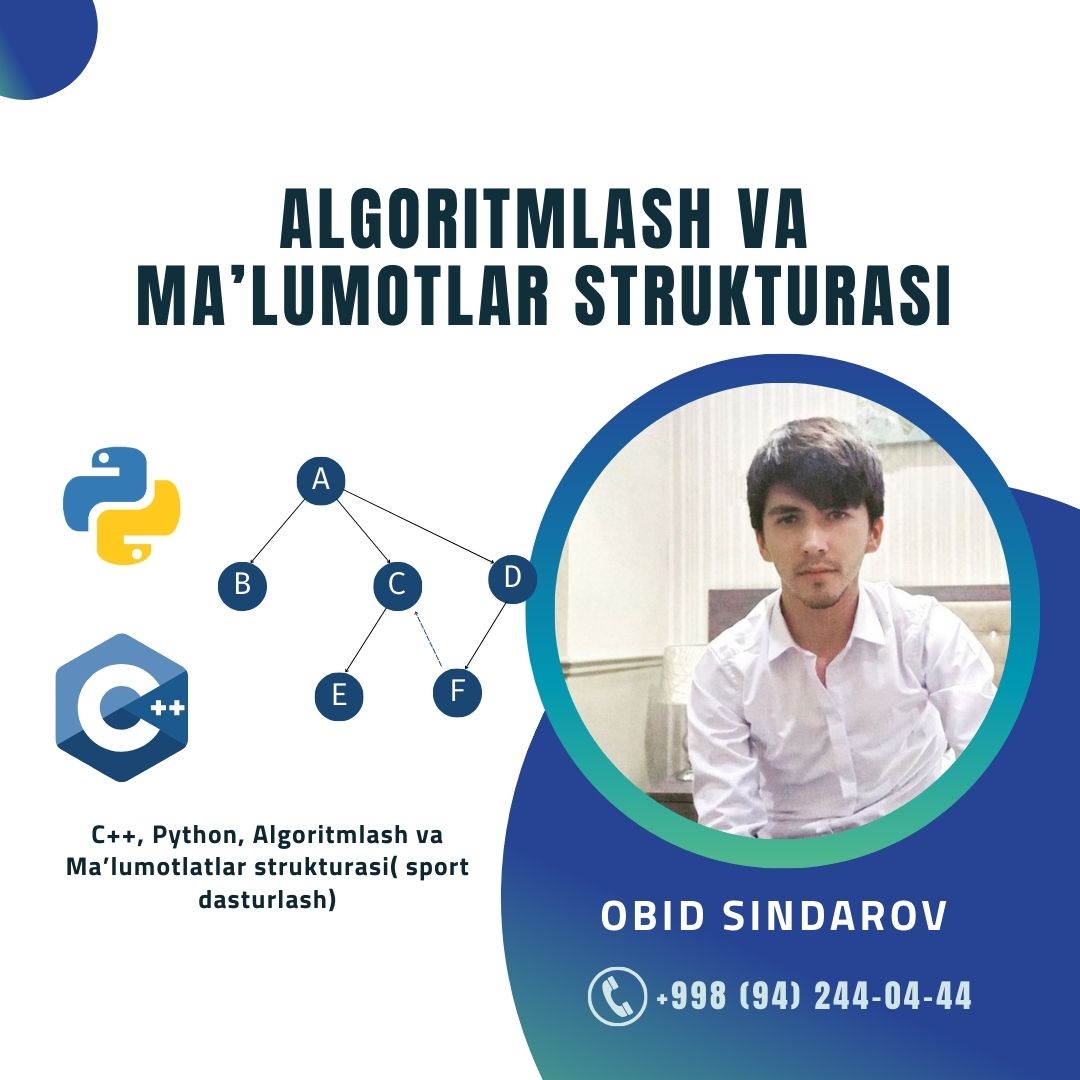 ALGORITMLASH VA
MA’LUMOTLAR STRUKTURASI
A
B
C
D
E
F
C++
C++, Python, Algoritmlash va
Ma’lumotlatlar strukturasi( sport
dasturlash)
OBID SINDAROV
+998 (94) 244-04-44